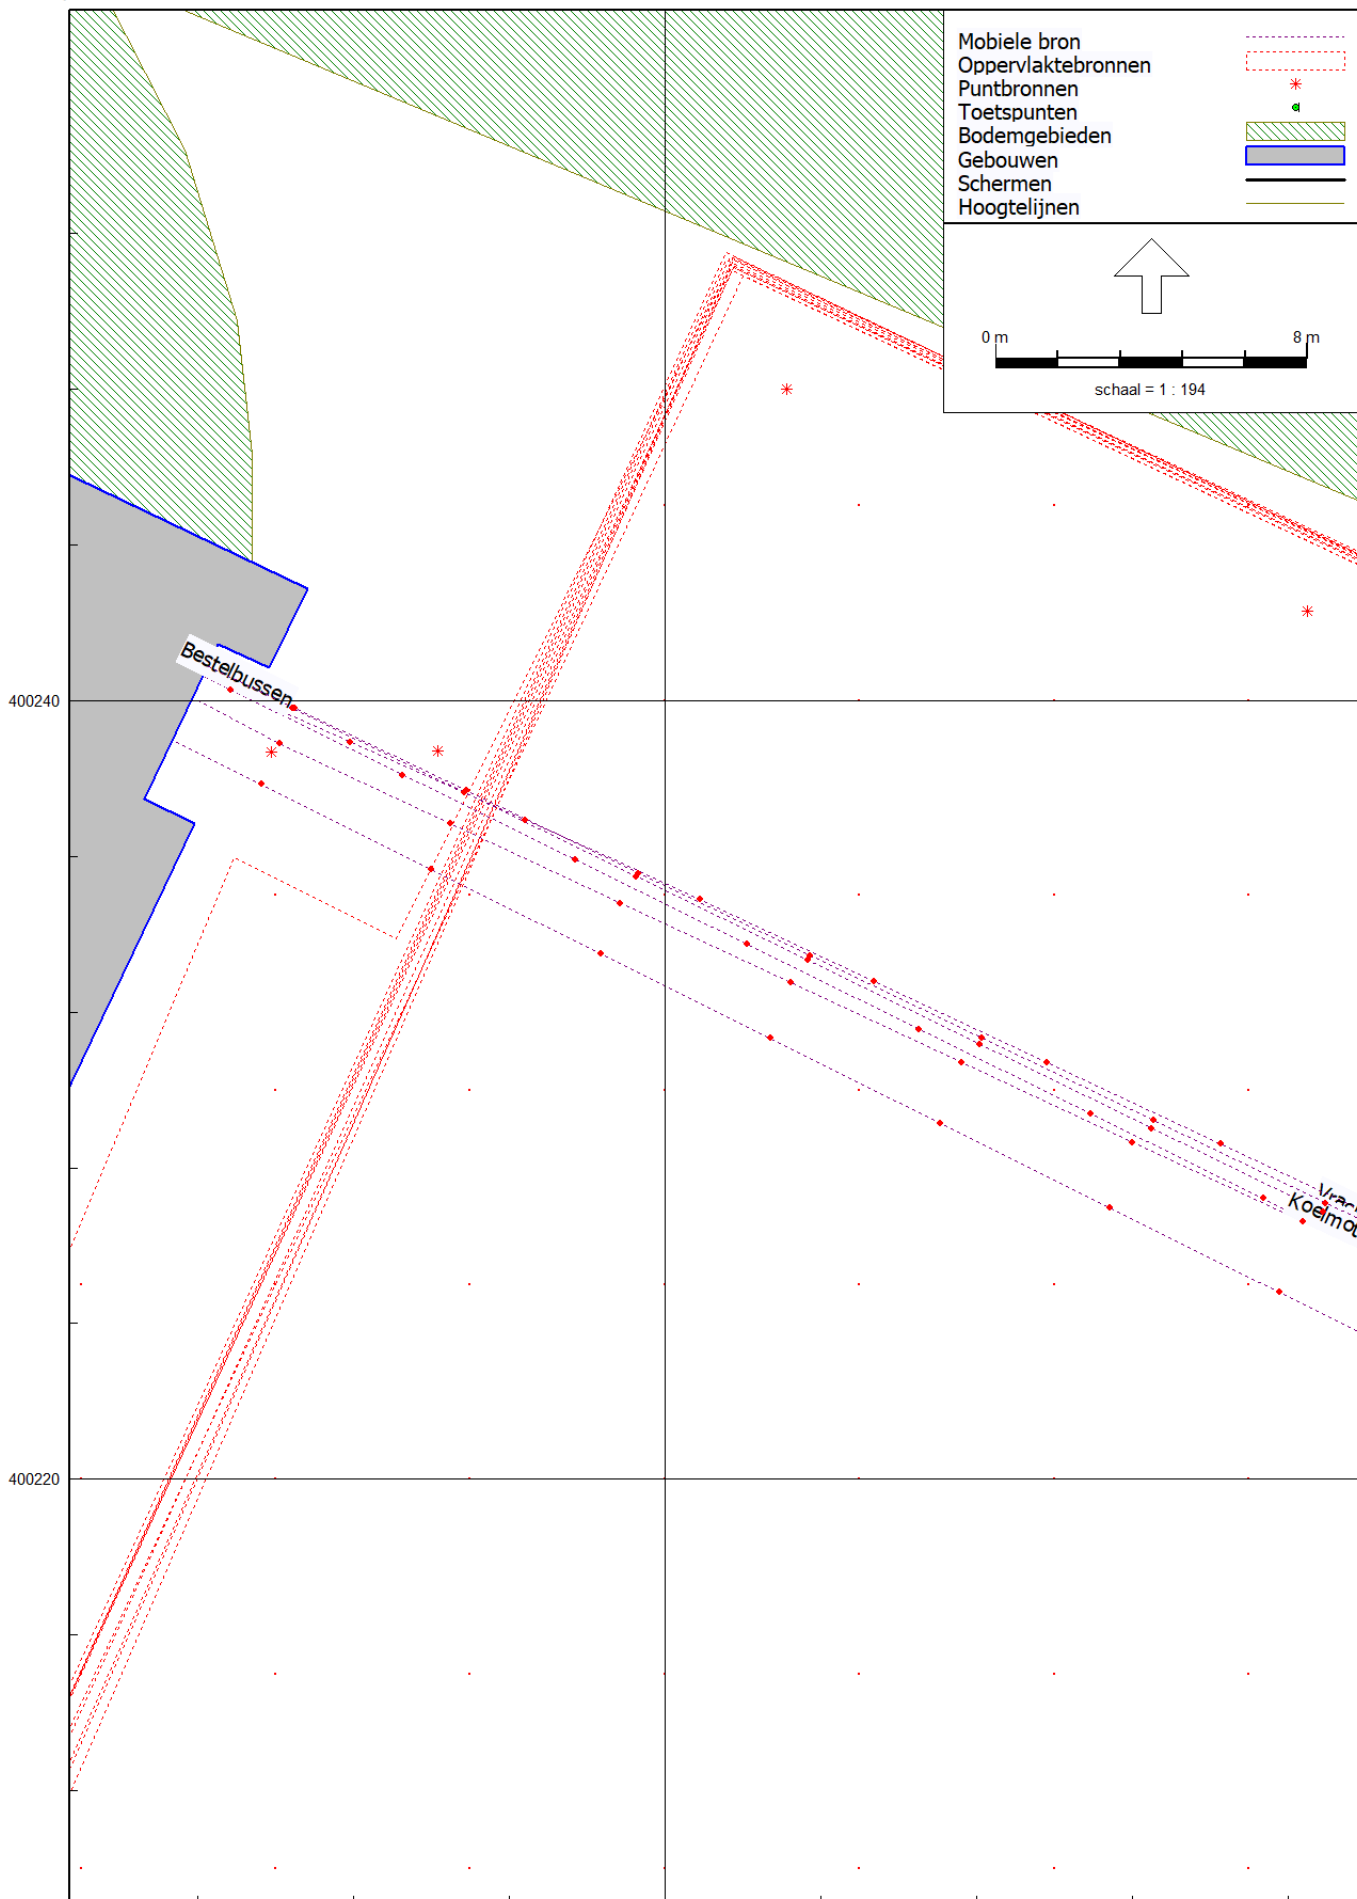 Mobiele bron
Oppervlaktebronnen
Puntbronnen
Toetspunten
Bodemgebieden
Gebouwen
Schermen
Hoogtelijnen
0 m 8 m
schaal = 1 : 194
Bestelbussen
400240
400220